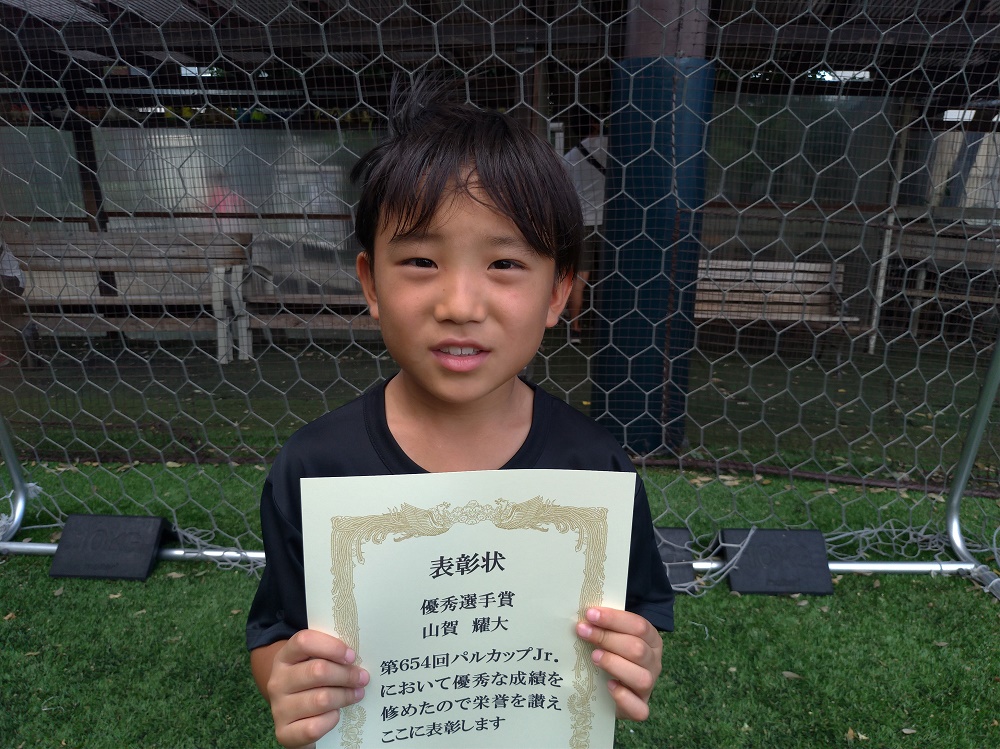 表彰状
優秀選手賞
山賀 耀大
第654回パルカップJr.
において優秀な成績を
修めたので栄誉を讃え
ここに表彰します